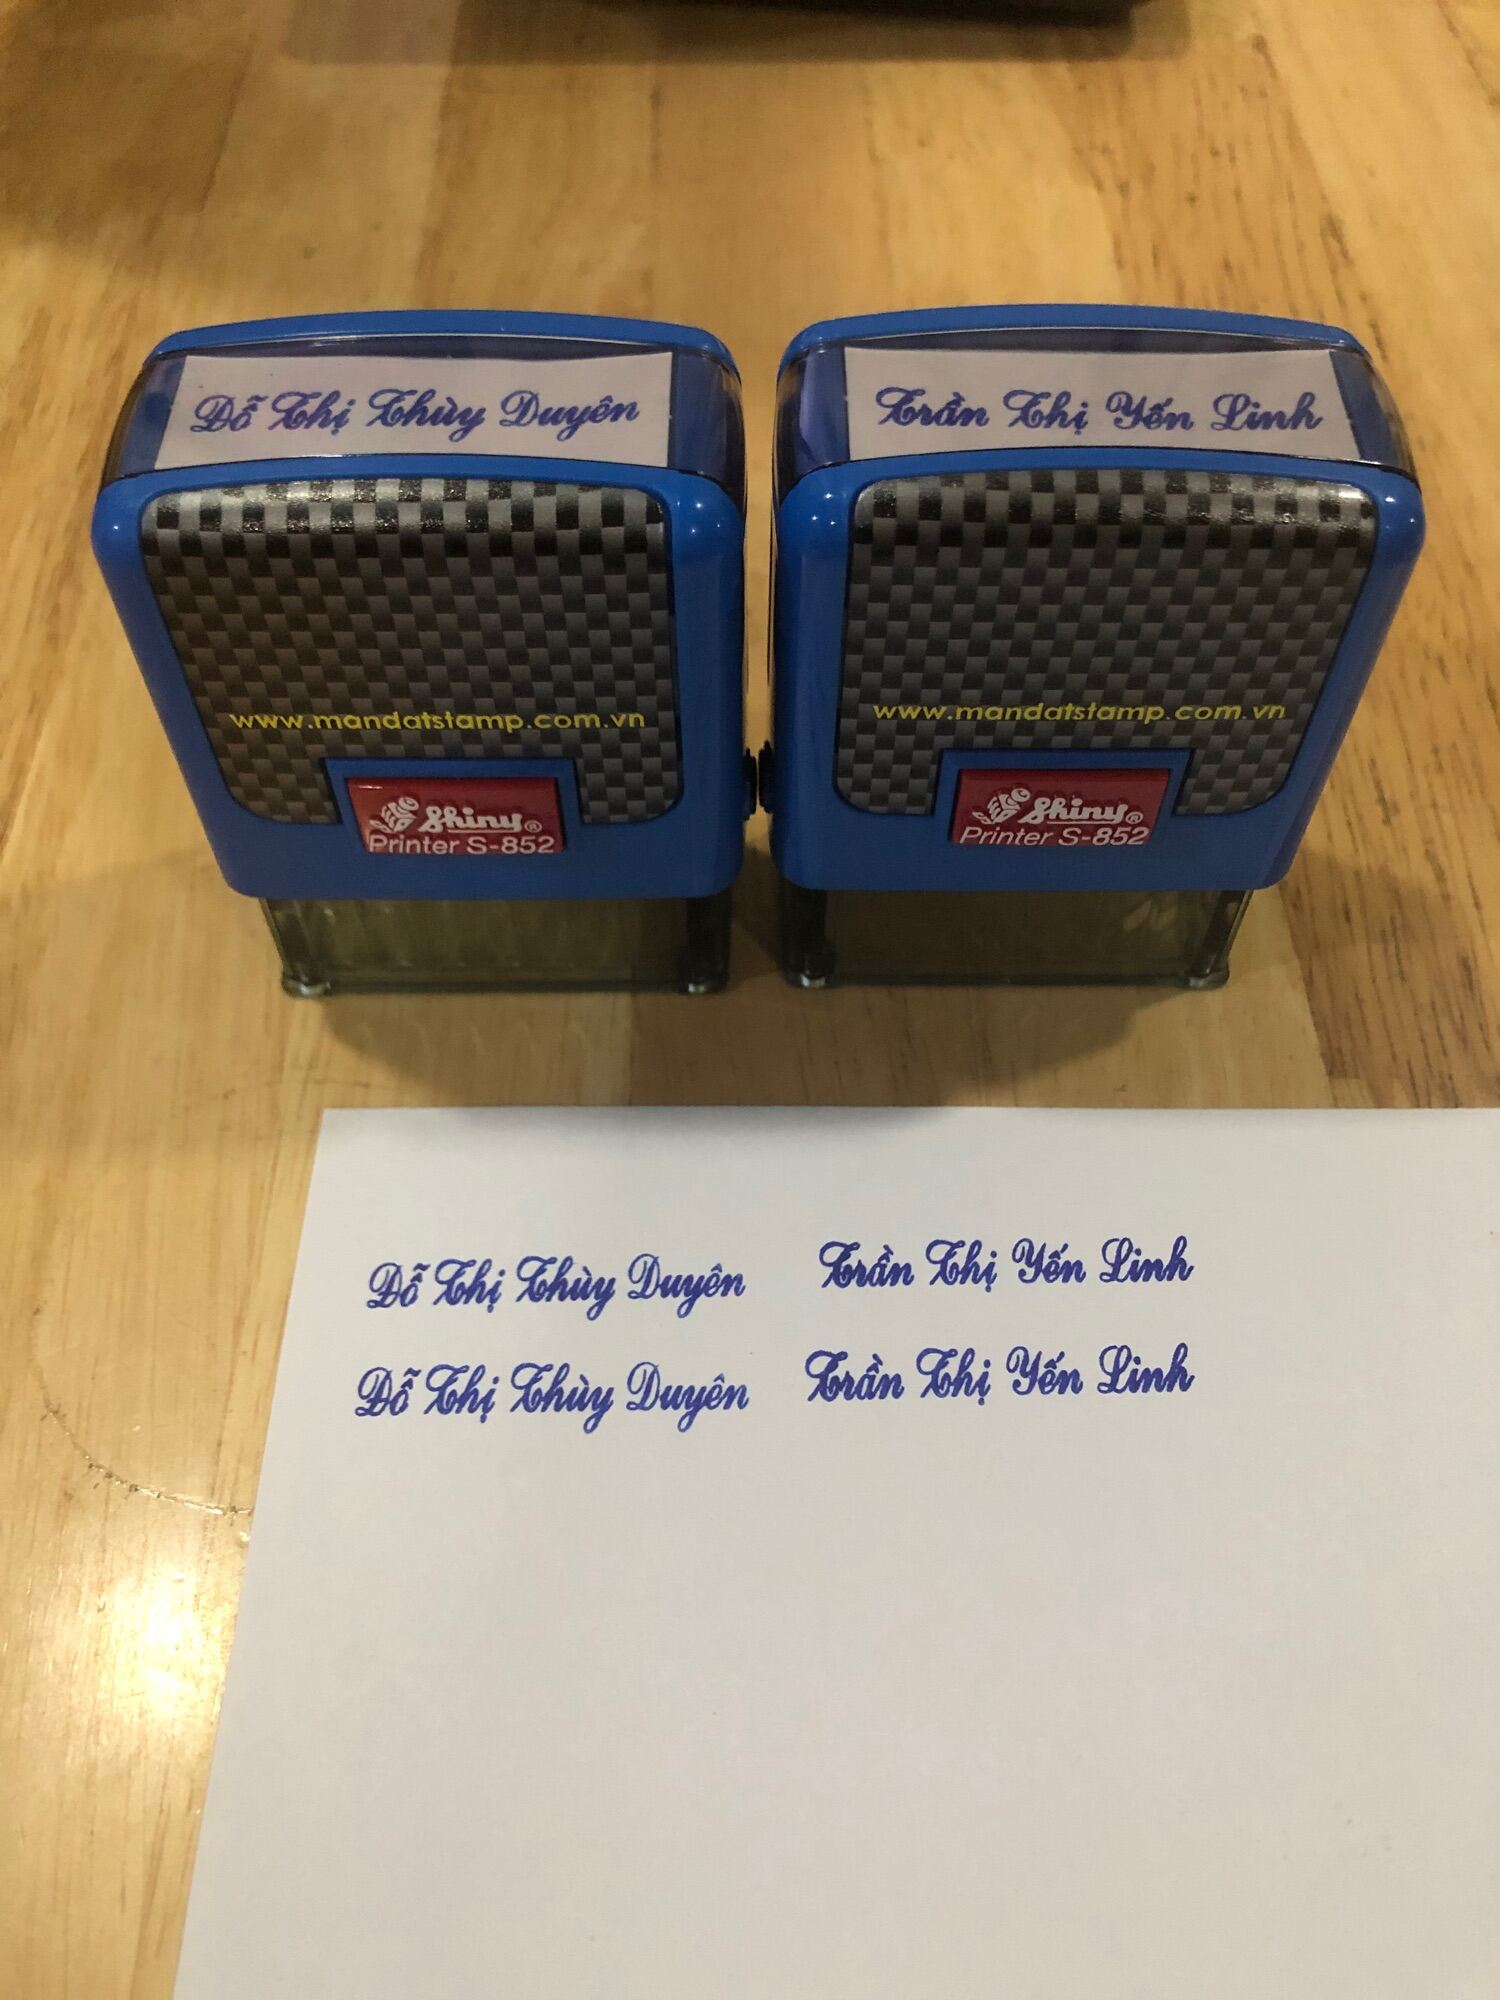 Đỗ Thị Thùy Duyên
Trần Thị Yến Linh
www.mandatstamp.com.vn
www.mandatstamp.com.vn
Shiny®
Printer S-852
Shiny®
Printer S-852
Đỗ Thị Thùy Duyên
Trần Thị Yến Linh
Đỗ Thị Thùy Duyên
Trần Thị Yến Linh